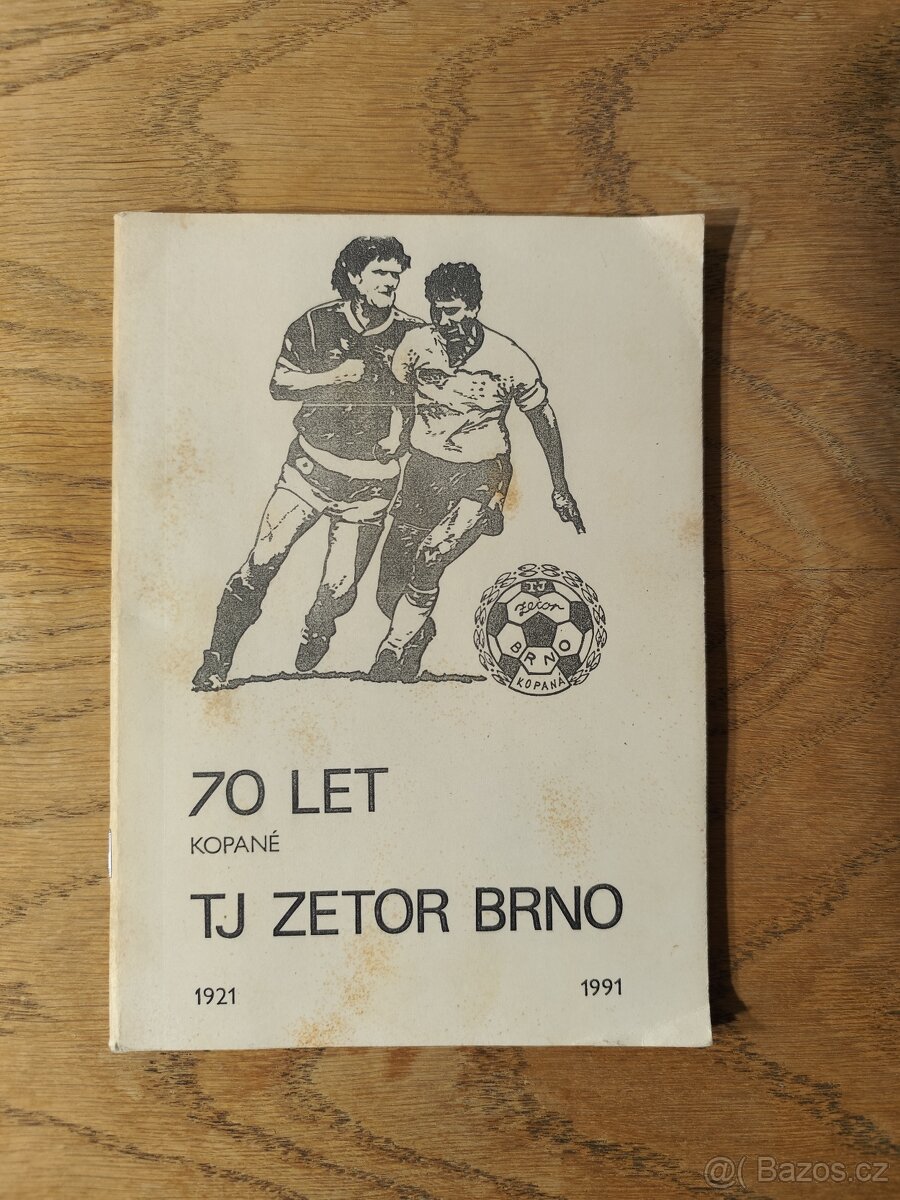 TJ
Zetor
BRNO
KOPANÁ
70 LET
KOPANÉ
TJ ZETOR BRNO
1921 1991
@( Bazos.cz